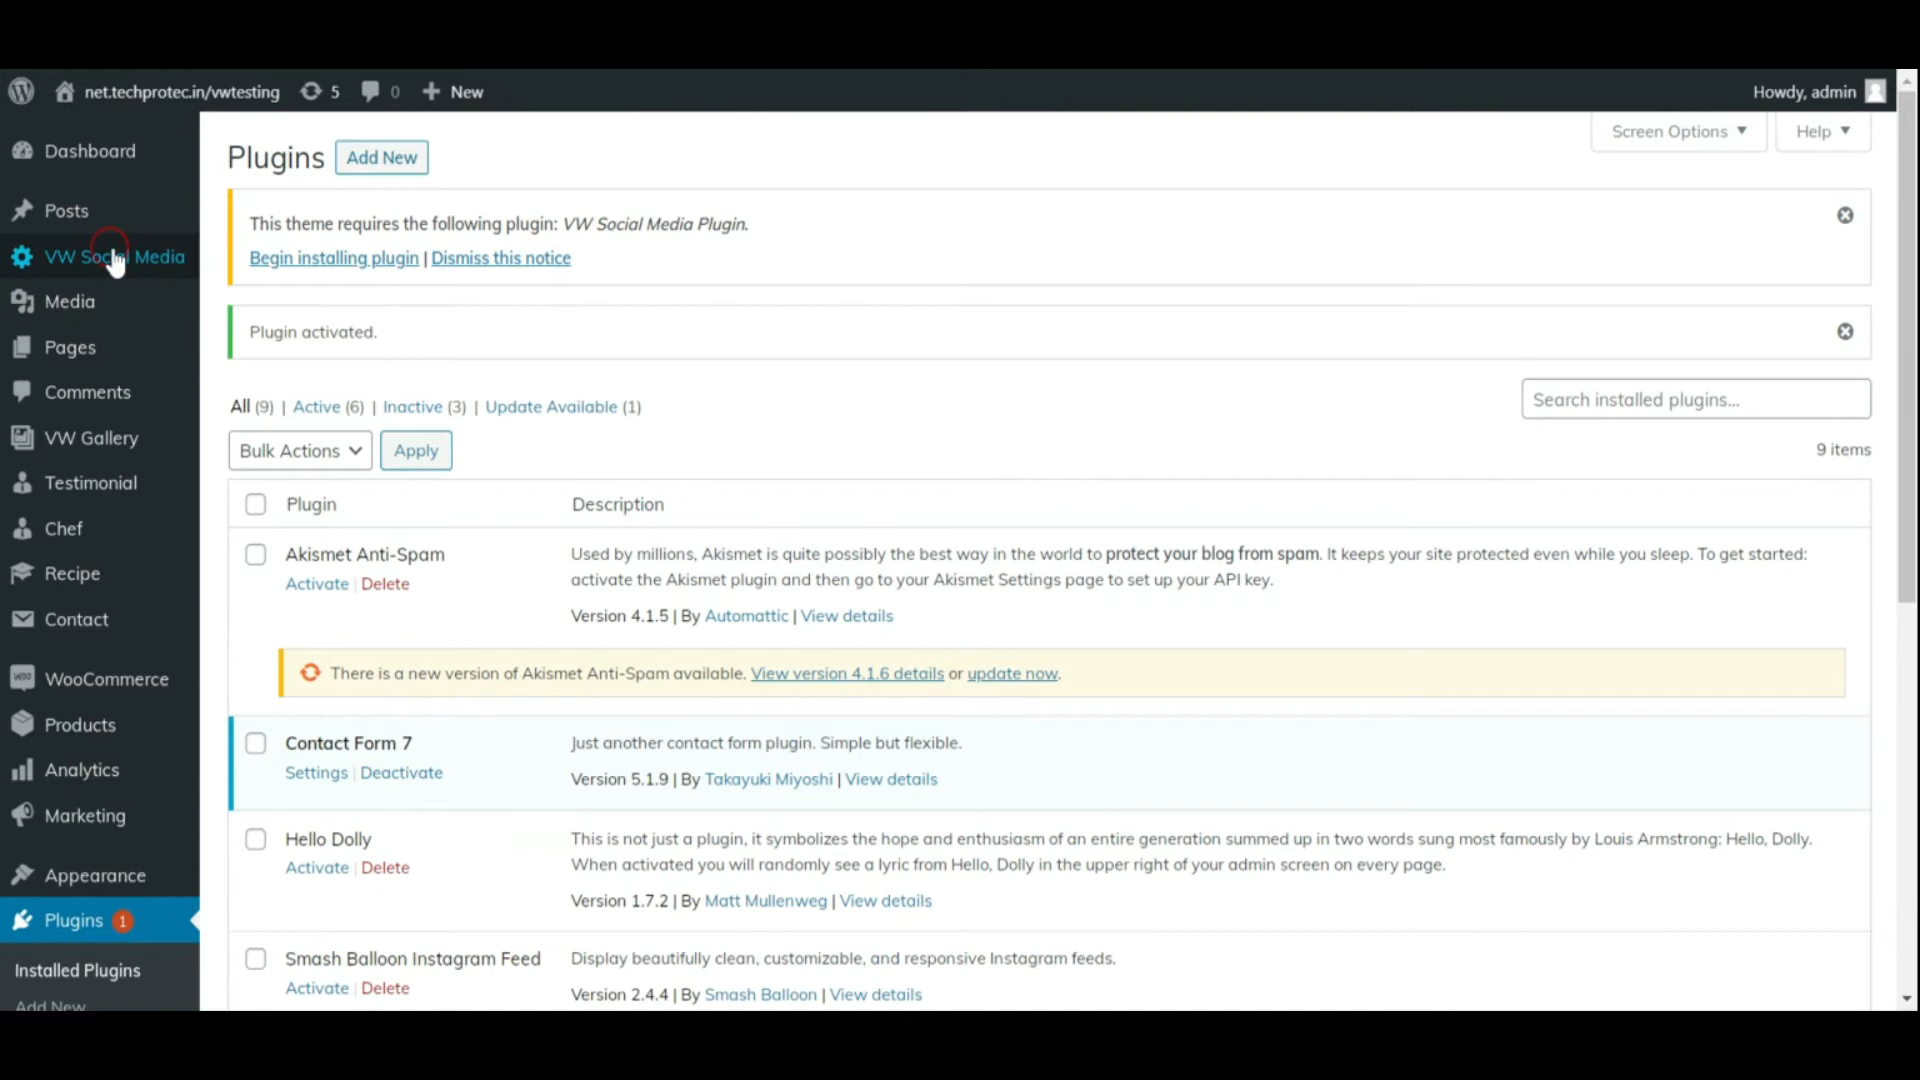 net.techprotec.in/vwtesting 5 0 New Howdy, admin
Dashboard
Posts
VW Social Media
Media
Pages
Comments
VW Gallery
Testimonial
Chef
Recipe
Contact
WooCommerce
Products
Analytics
Marketing
Appearance
Plugins 1
Installed Plugins
Add New
Screen Options Help
Plugins Add New
This theme requires the following plugin: VW Social Media Plugin.
Begin installing plugin | Dismiss this notice
Plugin activated.
All (9) | Active (6) | Inactive (3) | Update Available (1)
Search installed plugins...
Bulk Actions Apply
9 items
Plugin Description
Akismet Anti-Spam
Activate | Delete
Used by millions, Akismet is quite possibly the best way in the world to protect your blog from spam. It keeps your site protected even while you sleep. To get started:
activate the Akismet plugin and then go to your Akismet Settings page to set up your API key.
Version 4.1.5 | By Automattic | View details
There is a new version of Akismet Anti-Spam available. View version 4.1.6 details or update now.
Contact Form 7
Settings | Deactivate
Just another contact form plugin. Simple but flexible.
Version 5.1.9 | By Takayuki Miyoshi | View details
Hello Dolly
Activate | Delete
This is not just a plugin, it symbolizes the hope and enthusiasm of an entire generation summed up in two words sung most famously by Louis Armstrong: Hello, Dolly.
When activated you will randomly see a lyric from Hello, Dolly in the upper right of your admin screen on every page.
Version 1.7.2 | By Matt Mullenweg | View details
Smash Balloon Instagram Feed
Activate | Delete
Display beautifully clean, customizable, and responsive Instagram feeds.
Version 2.4.4 | By Smash Balloon | View details